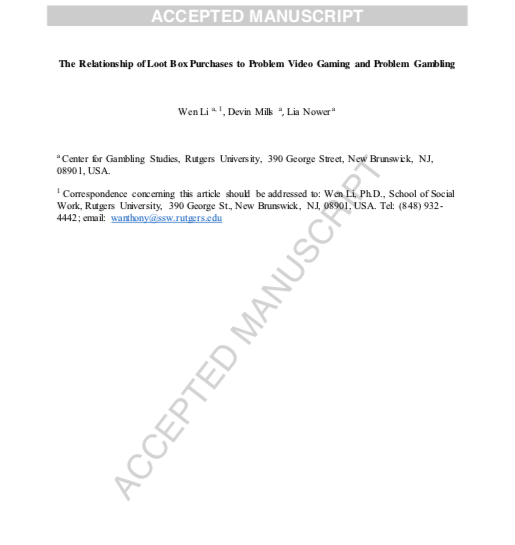 ACCEPTED MANUSCRIPT
The Relationship of Loot Box Purchases to Problem Video Gaming and Problem Gambling
Wen Li a, 1, Devin Mills a, Lia Nower a
a Center for Gambling Studies, Rutgers University, 390 George Street, New Brunswick, NJ,
08901, USA.
1 Correspondence concerning this article should be addressed to: Wen Li, Ph.D., School of Social
Work, Rutgers University, 390 George St., New Brunswick, NJ, 08901, USA. Tel: (848) 932-
4442; email: wanthony@ssw.rutgers.edu
ACCEPTED MANUSCRIPT